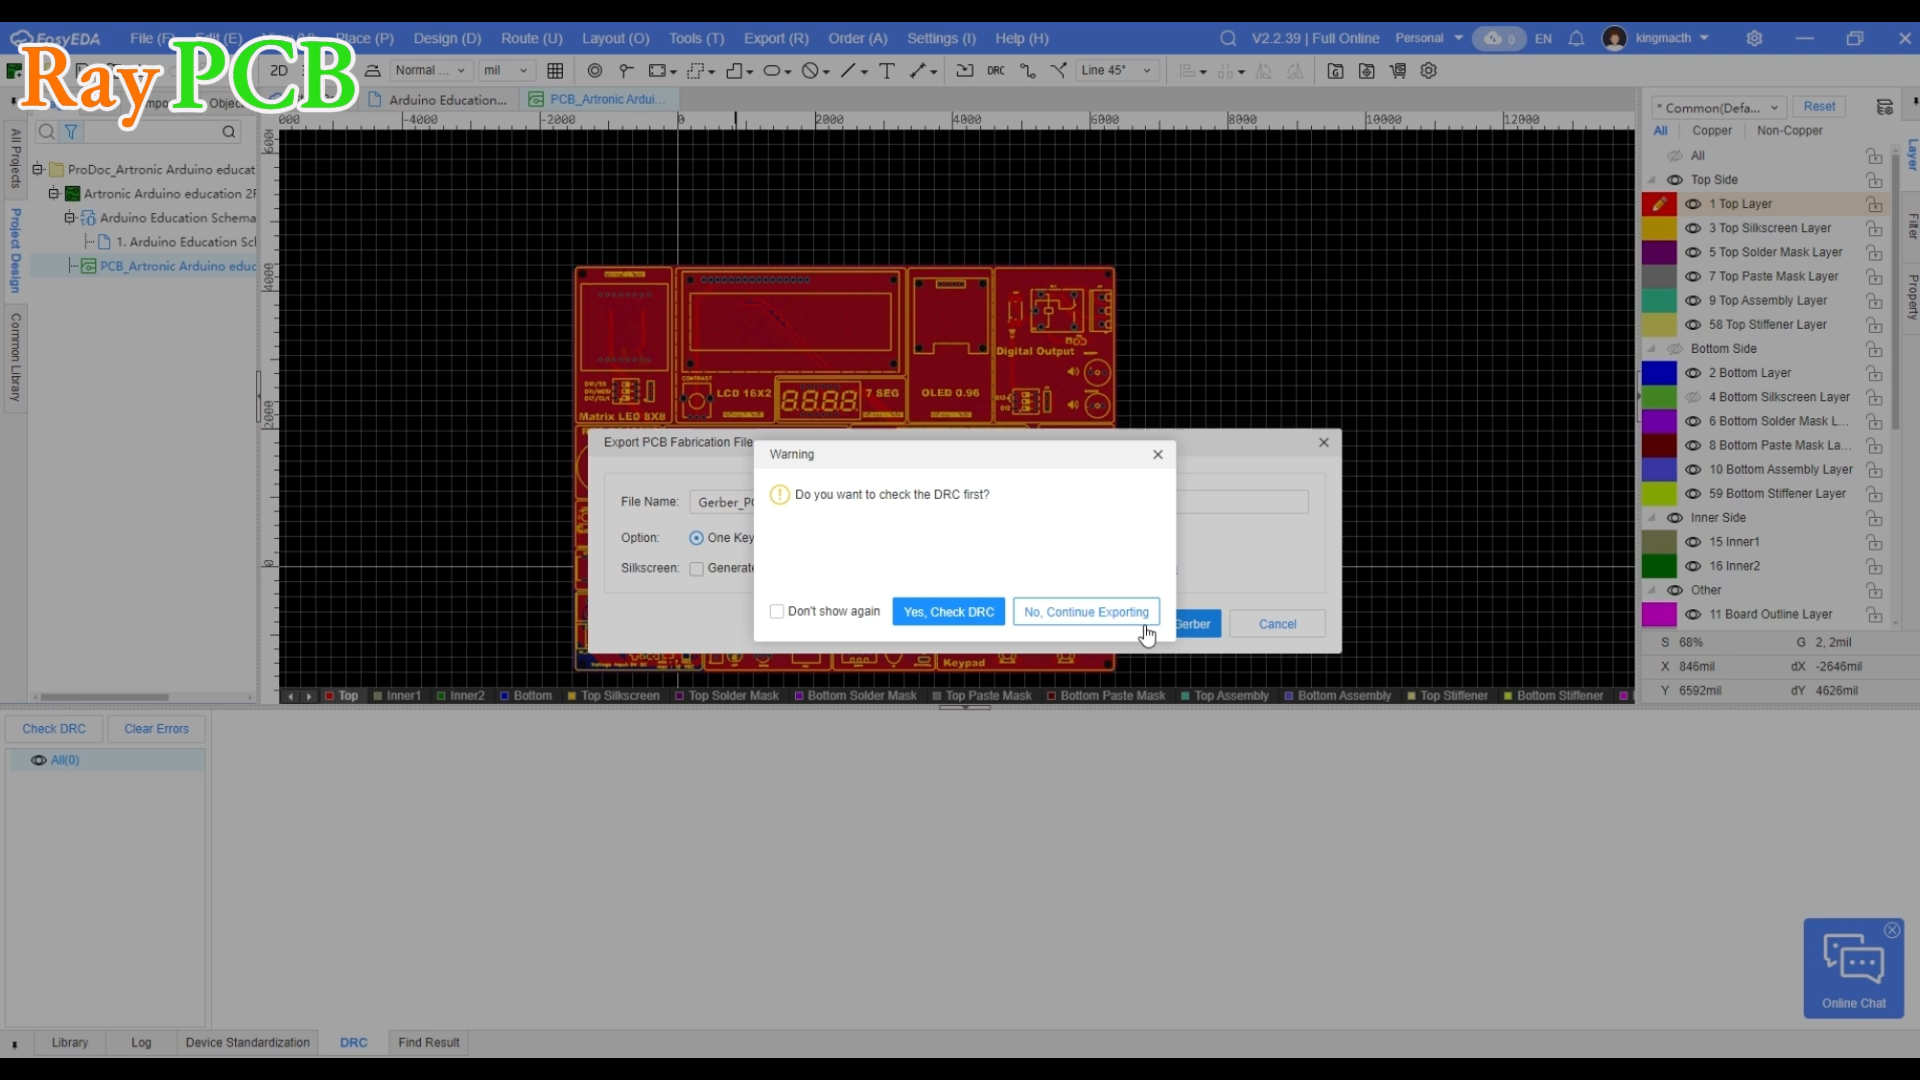 Ray PCB
EasyEDA File (F) Edit (E) Place (P) Design (D) Route (U) Layout (O) Tools (T) Export (R) Order (A) Settings (I) Help (H) V2.2.39 | Full Online Personal 0 EN kingmacth
2D Normal ... mil DRC Line 45°
Objec Arduino Education... PCB_Artronic Ardui...
-4000 -2000 0 2000 4000 6000 8000 10000 12000
All Projects
Project Design
Common Library
ProDoc_Artronic Arduino educat
Artronic Arduino education 2F
Arduino Education Schema
1. Arduino Education Scl
PCB_Artronic Arduino educ
4000
2000
0
Digital Output
CONTRAST
LCD 16X2
8.8.8.8.
7 SEG
OLED 0.96
Matrix LED 8X8
Keypad
Export PCB Fabrication File
File Name: Gerber_P
Option: One Key
Silkscreen: Generate
Gerber
Cancel
Warning
Do you want to check the DRC first?
Don't show again
Yes, Check DRC
No, Continue Exporting
* Common(Defa... Reset
All Copper Non-Copper
All
Top Side
1 Top Layer
3 Top Silkscreen Layer
5 Top Solder Mask Layer
7 Top Paste Mask Layer
9 Top Assembly Layer
58 Top Stiffener Layer
Bottom Side
2 Bottom Layer
4 Bottom Silkscreen Layer
6 Bottom Solder Mask L...
8 Bottom Paste Mask La...
10 Bottom Assembly Layer
59 Bottom Stiffener Layer
Inner Side
15 Inner1
16 Inner2
Other
11 Board Outline Layer
S 68% G 2, 2mil
X 846mil dX -2646mil
Y 6592mil dY 4626mil
Layer
Filter
Property
Top Inner1 Inner2 Bottom Top Silkscreen Top Solder Mask Bottom Solder Mask Top Paste Mask Bottom Paste Mask Top Assembly Bottom Assembly Top Stiffener Bottom Stiffener
Check DRC Clear Errors
All(0)
Online Chat
Library Log Device Standardization DRC Find Result